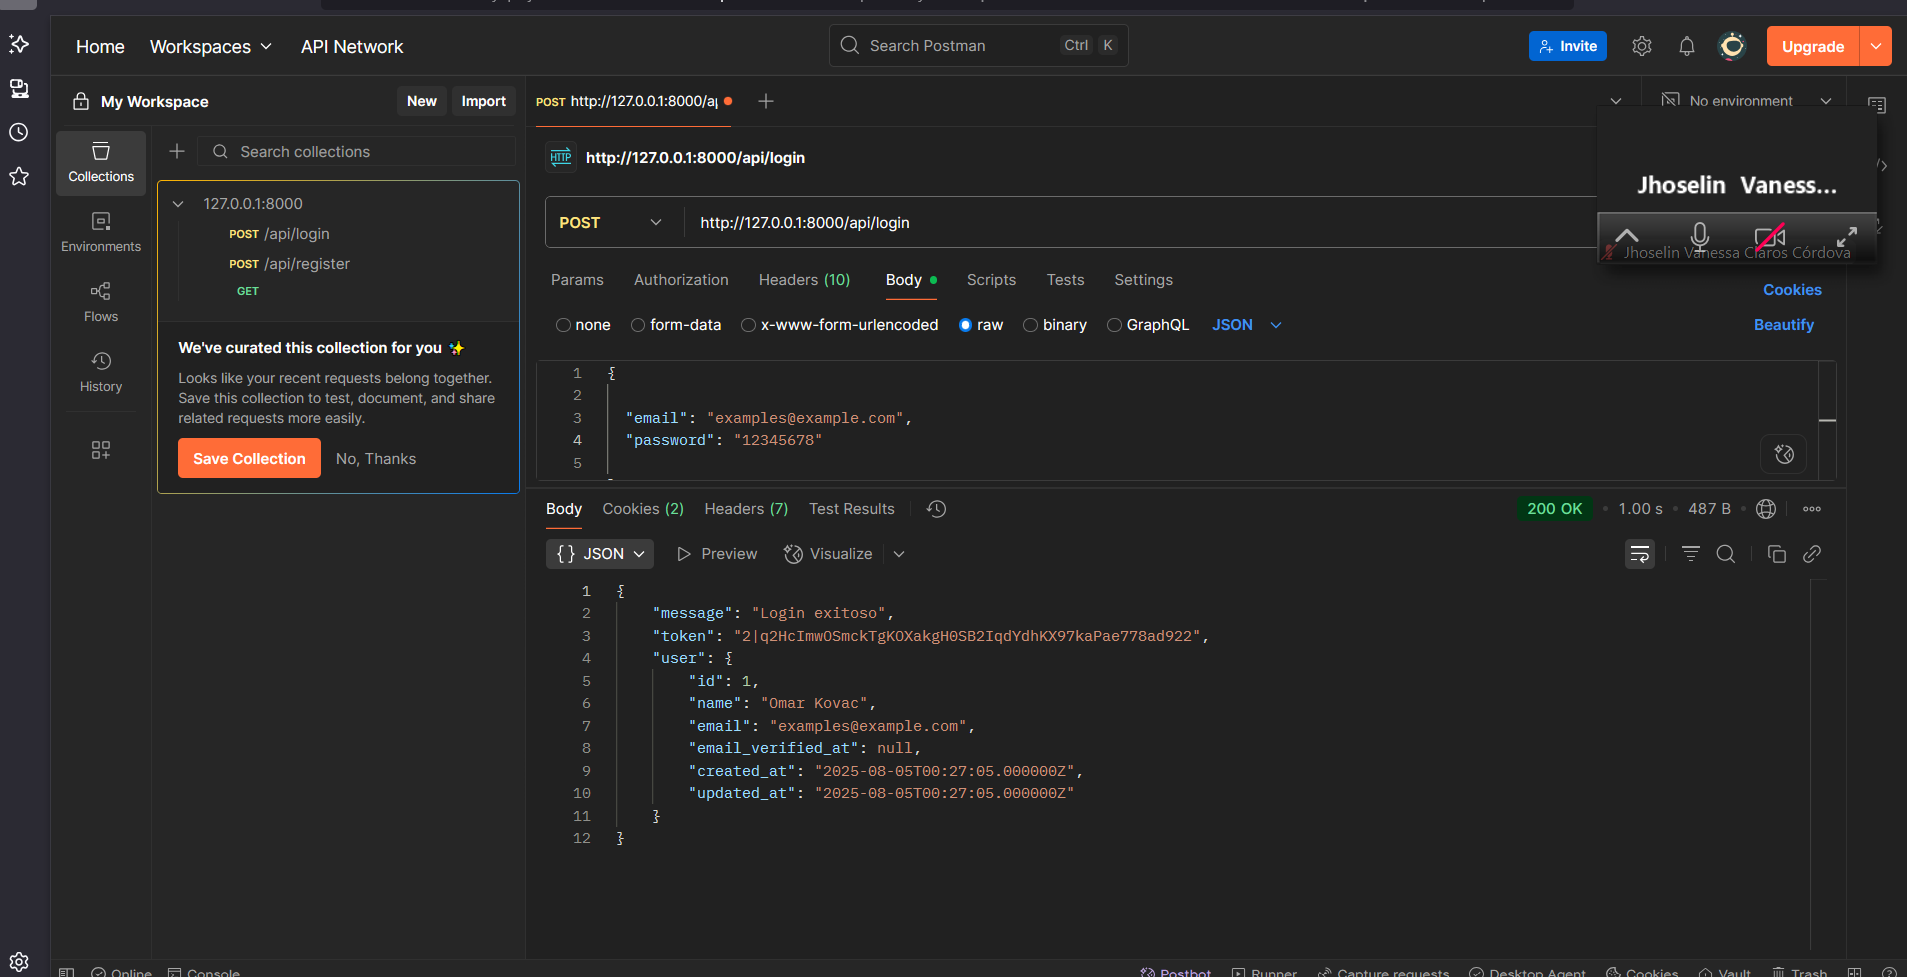 Home Workspaces API Network Search Postman Ctrl K Invite Upgrade
My Workspace New Import POST http://127.0.0.1:8000/a No environment
Collections
Environments
Flows
History
Search collections
127.0.0.1:8000
POST /api/login
POST /api/register
GET
We've curated this collection for you ✨
Looks like your recent requests belong together.
Save this collection to test, document, and share
related requests more easily.
Save Collection No, Thanks
HTTP http://127.0.0.1:8000/api/login
Jhoselin Vaness...
Jhoselin Vanessa Claros Córdova
POST http://127.0.0.1:8000/api/login
Params Authorization Headers (10) Body Scripts Tests Settings Cookies
none form-data x-www-form-urlencoded raw binary GraphQL JSON Beautify
1 {
2
3 "email": "examples@example.com",
4 "password": "12345678"
5
Body Cookies (2) Headers (7) Test Results 200 OK • 1.00 s • 487 B •
{} JSON Preview Visualize
1 {
2 "message": "Login exitoso",
3 "token": "2|q2HcImwOSmckTgKOXakgH0SB2IqdYdhKX97kaPae778ad922",
4 "user": {
5 "id": 1,
6 "name": "Omar Kovac",
7 "email": "examples@example.com",
8 "email_verified_at": null,
9 "created_at": "2025-08-05T00:27:05.000000Z",
10 "updated_at": "2025-08-05T00:27:05.000000Z"
11 }
12 }
Online Console Postbot Runner Capture requests Desktop Agent Cookies Vault Trash